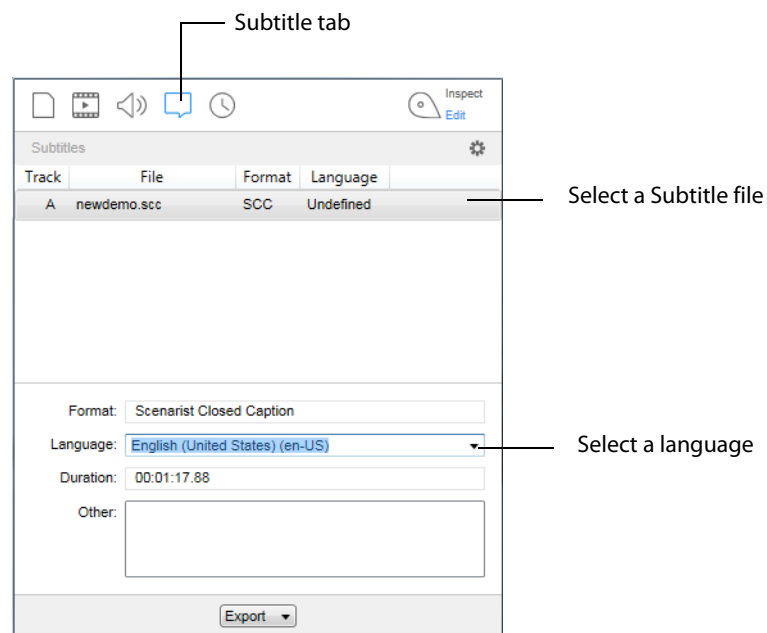 Subtitle tab
Inspect
Edit
Subtitles
Track File Format Language
A newdemo.scc SCC Undefined
Select a Subtitle file
Format: Scenarist Closed Caption
Language: English (United States) (en-US)
Select a language
Duration: 00:01:17.88
Other:
Export